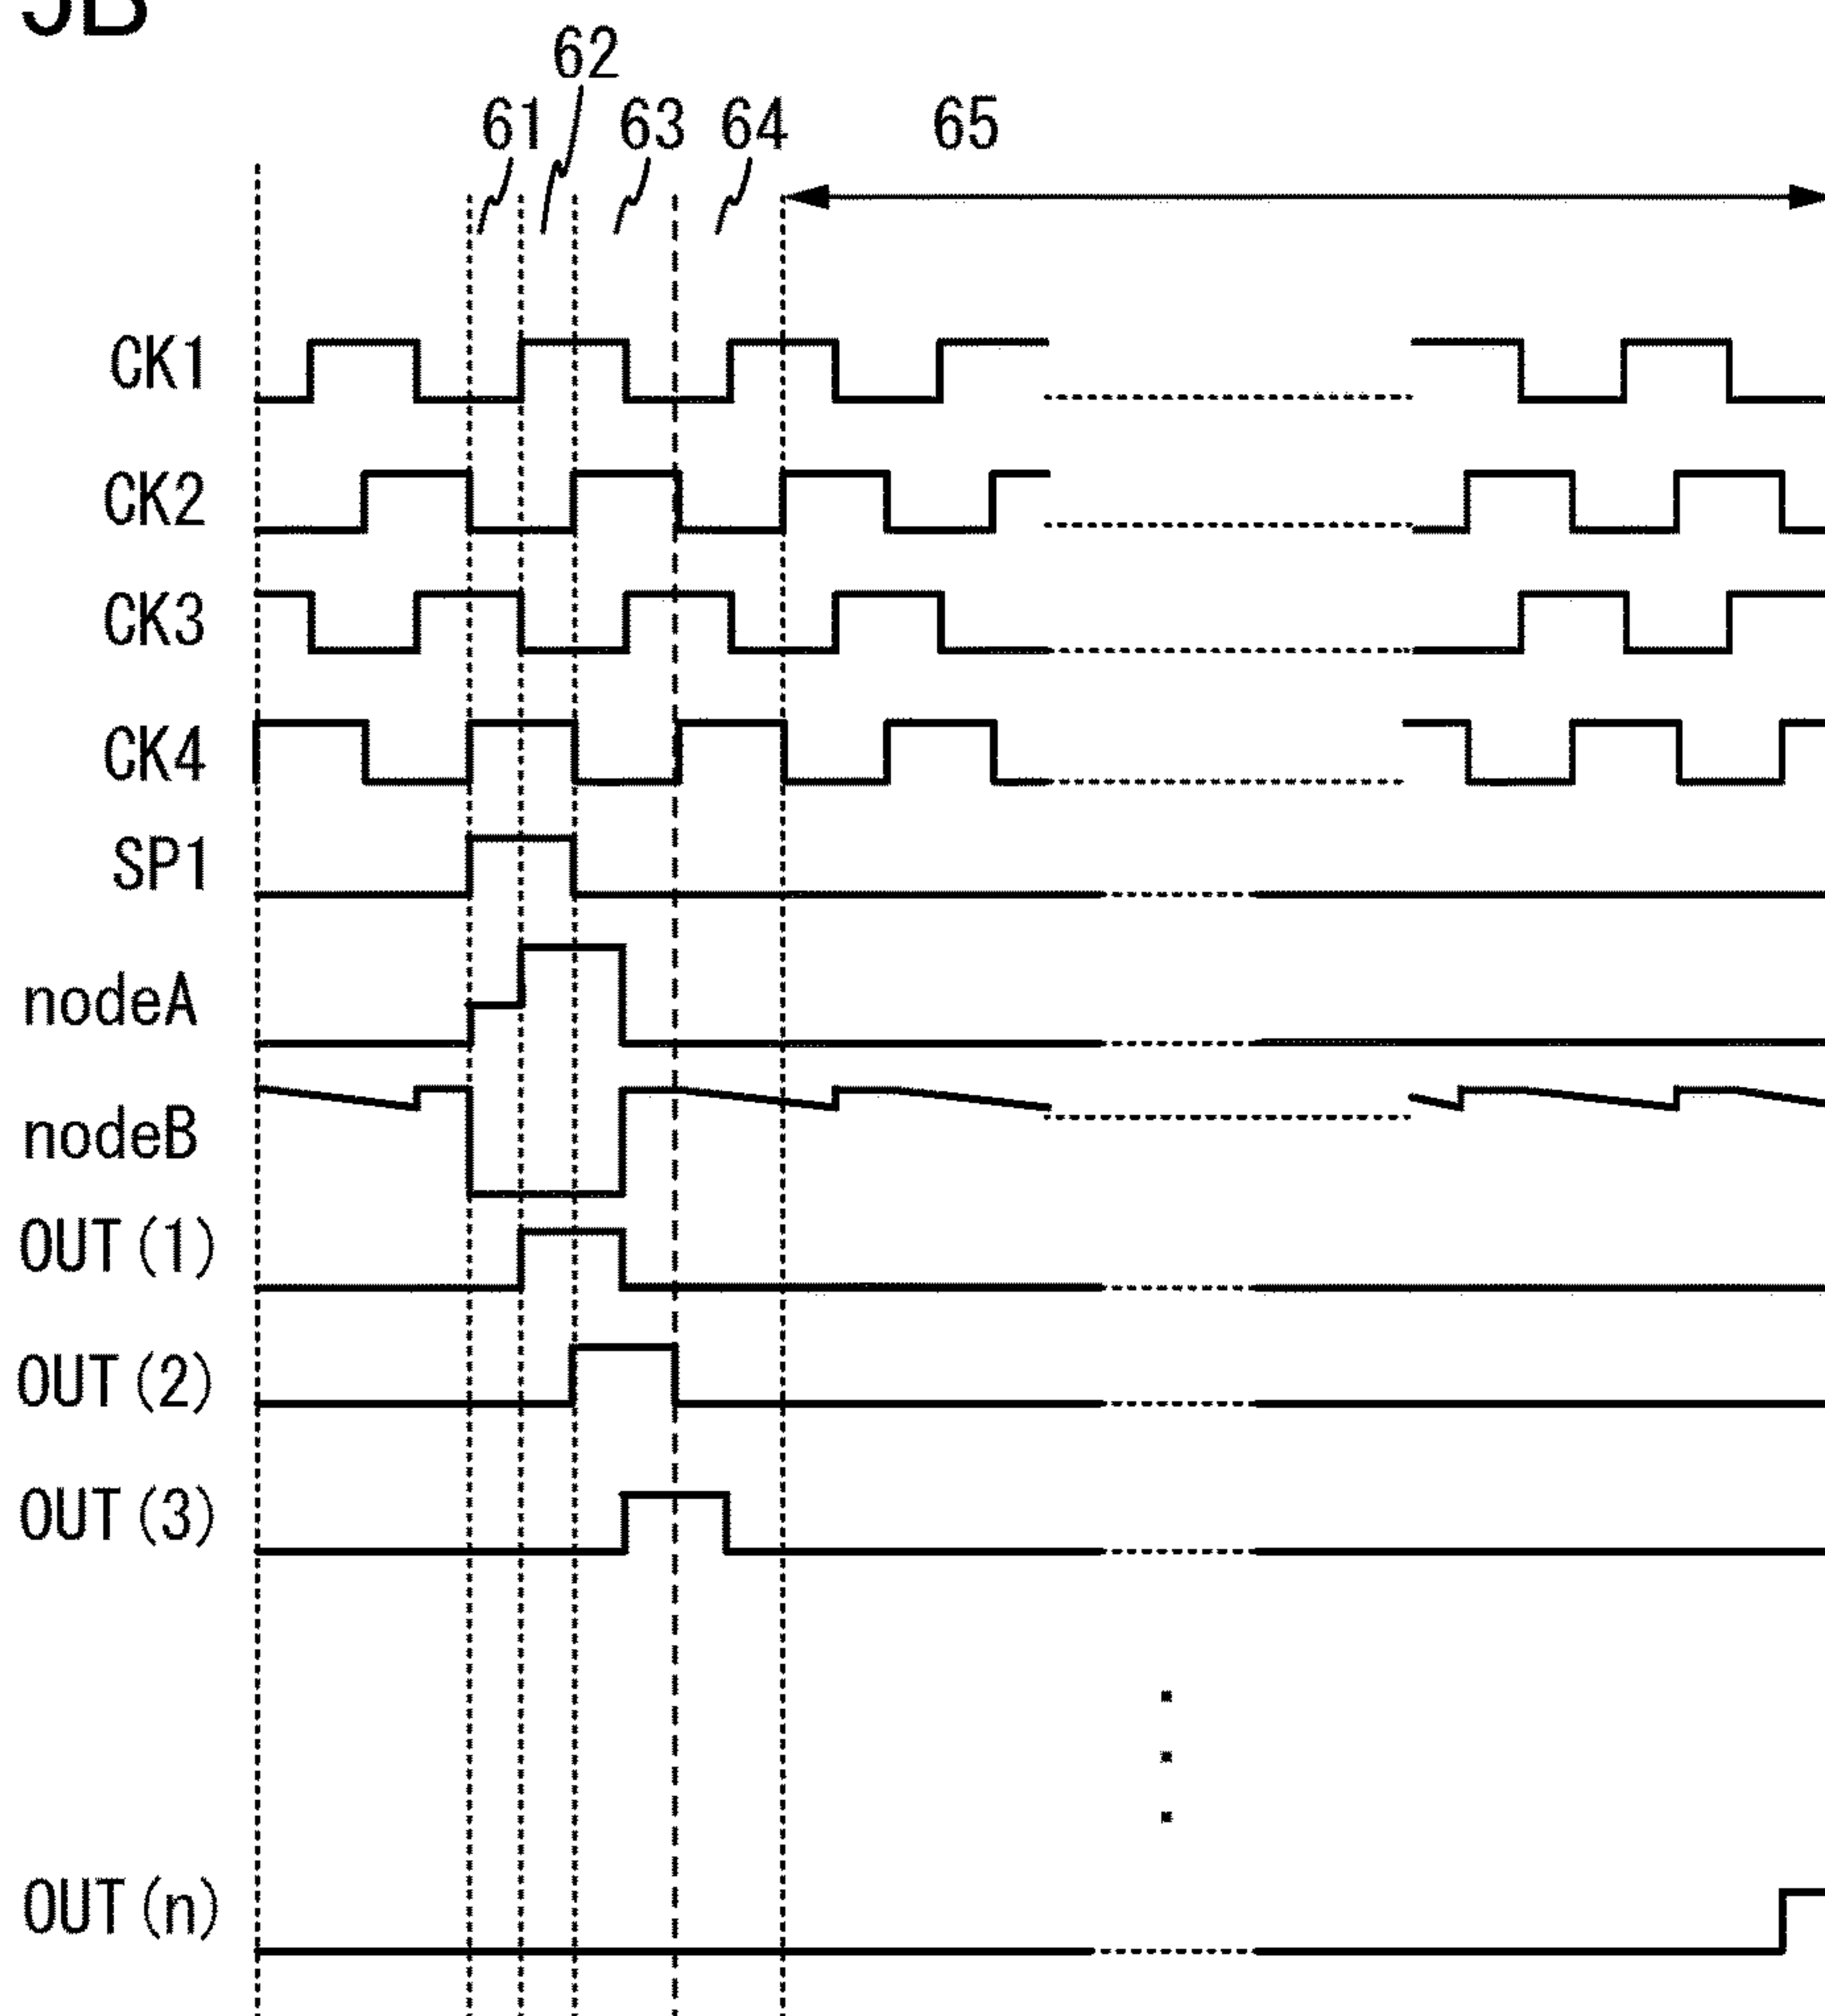 62
61 63 64 65
CK1
CK2
CK3
CK4
SP1
nodeA
nodeB
OUT(1)
OUT(2)
OUT(3)
OUT(n)